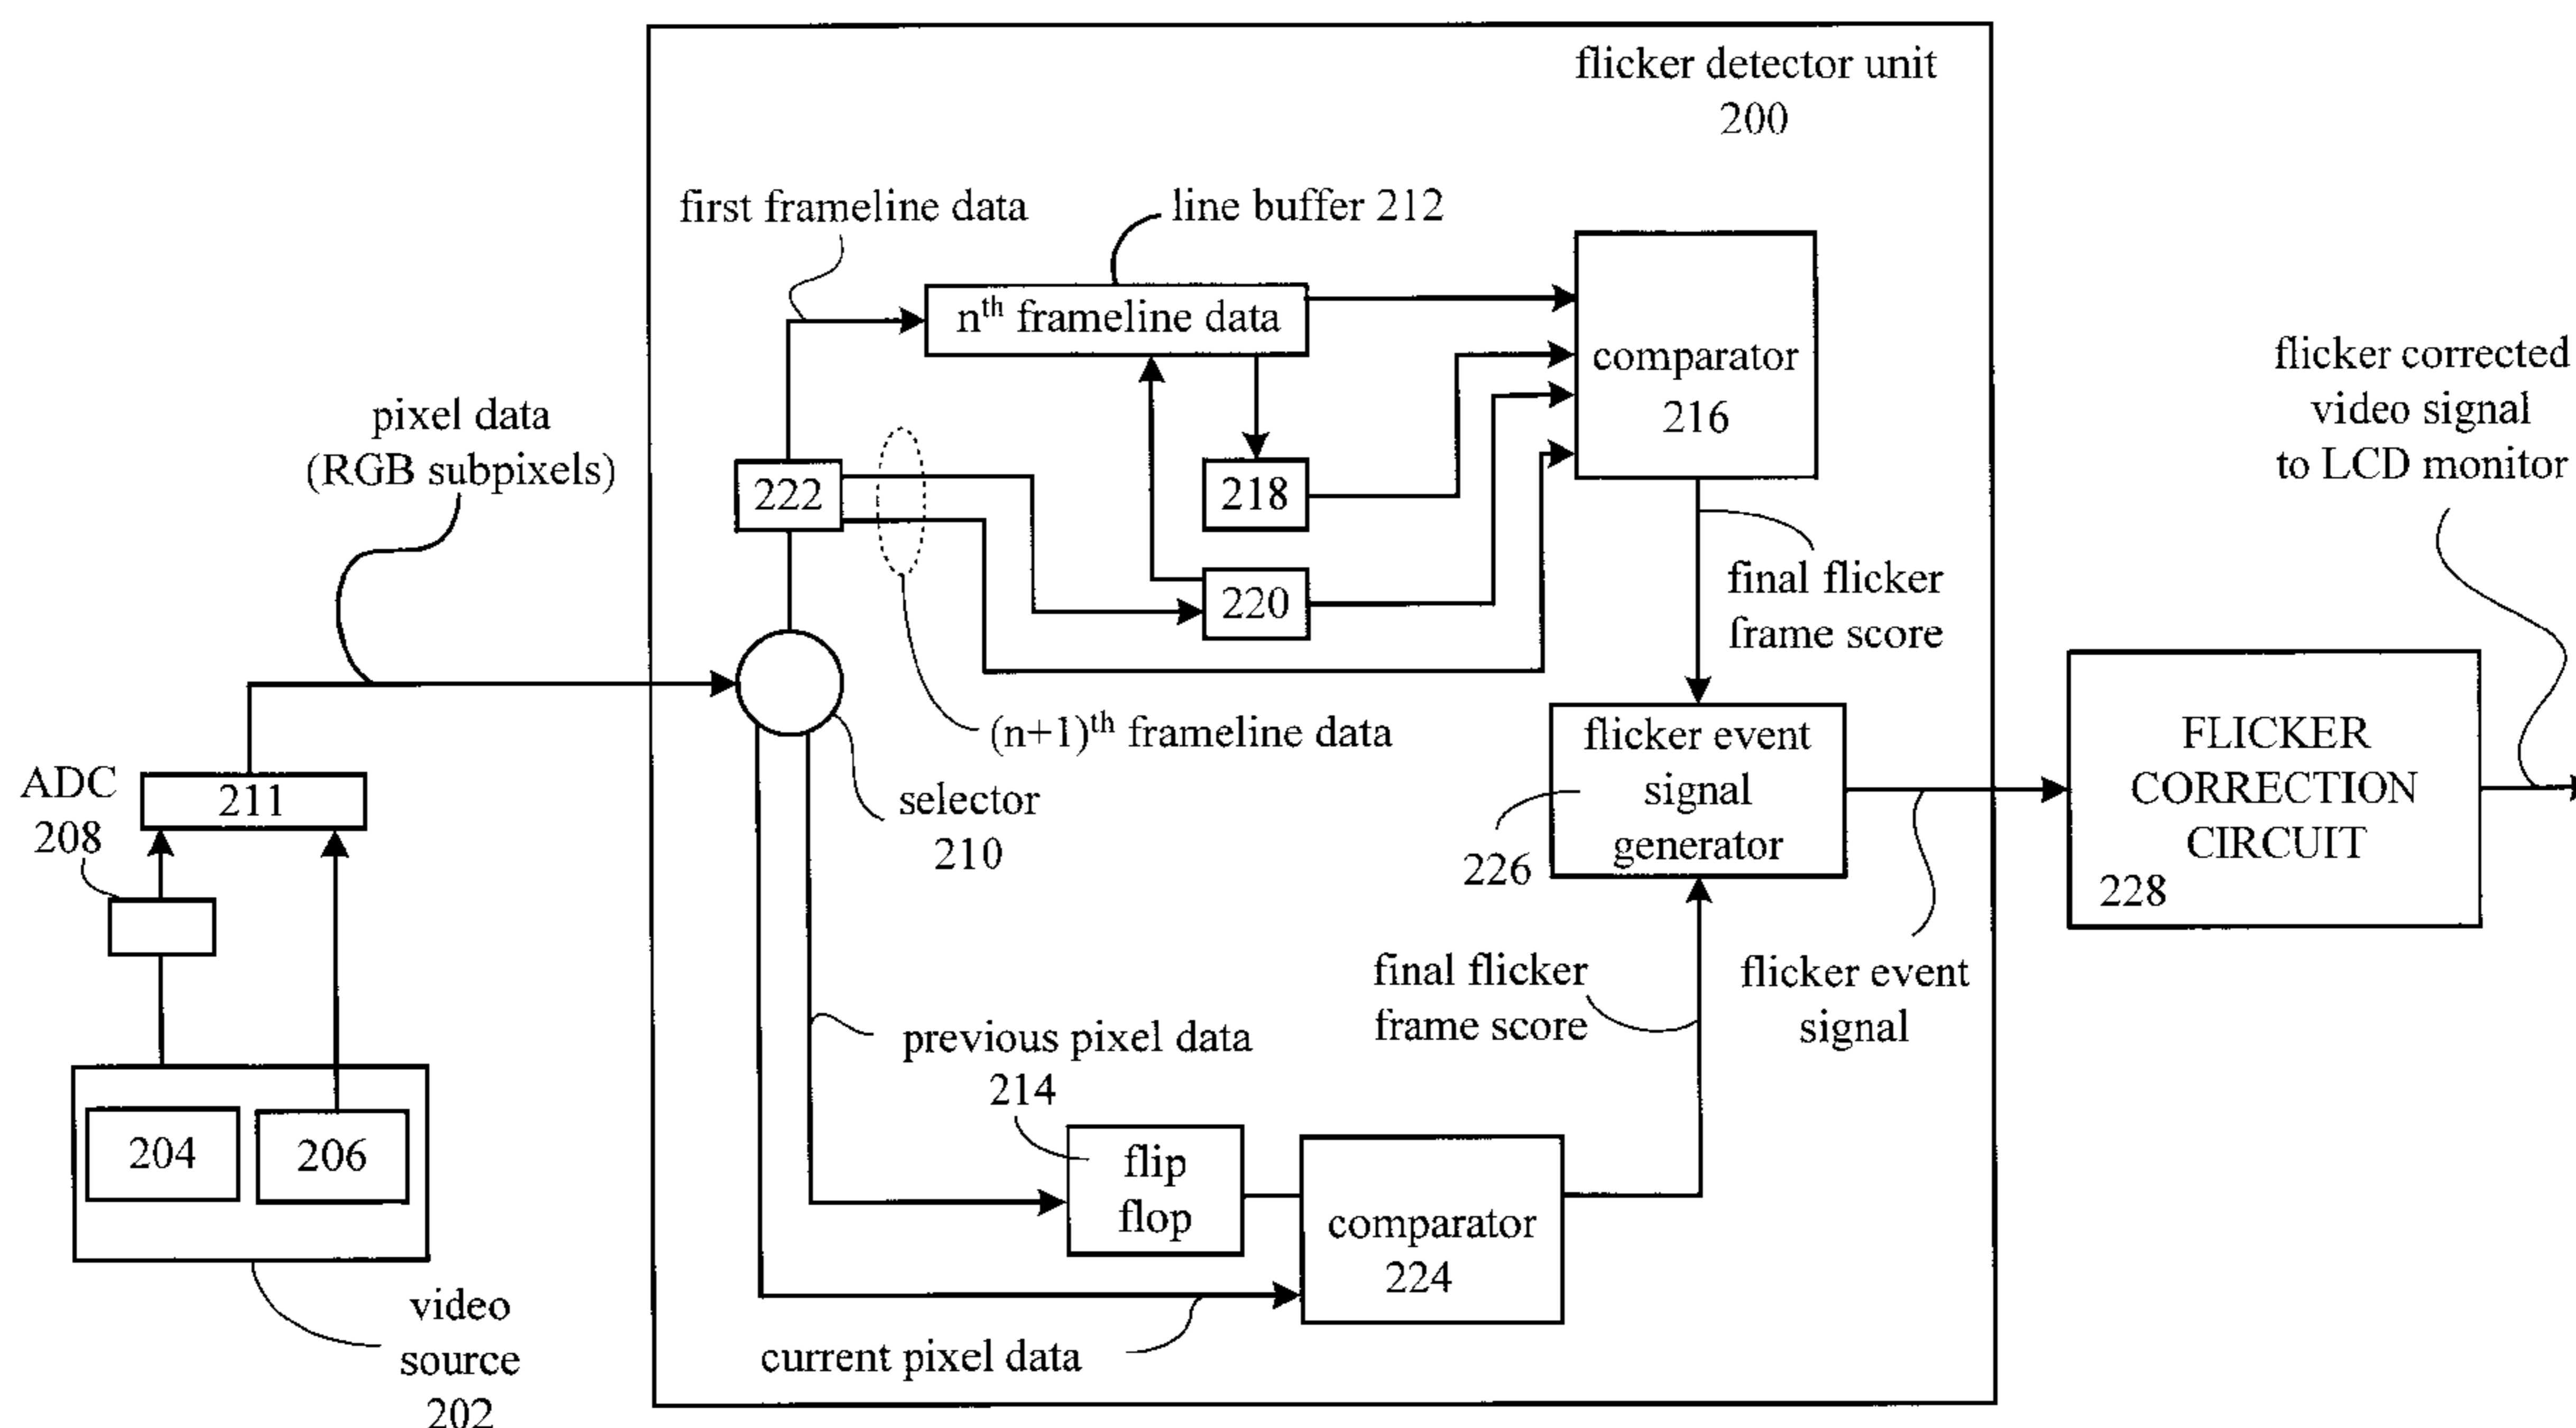 flicker detector unit
200
first frameline data
line buffer 212
nth frameline data
comparator
216
pixel data
(RGB subpixels)
222
218
220
final flicker
frame score
(n+1)th frameline data
selector
210
ADC
208
211
204
206
video
source
202
flicker event
signal
generator
226
FLICKER
CORRECTION
CIRCUIT
228
flicker corrected
video signal
to LCD monitor
final flicker
frame score
flicker event
signal
previous pixel data
214
flip
flop
comparator
224
current pixel data